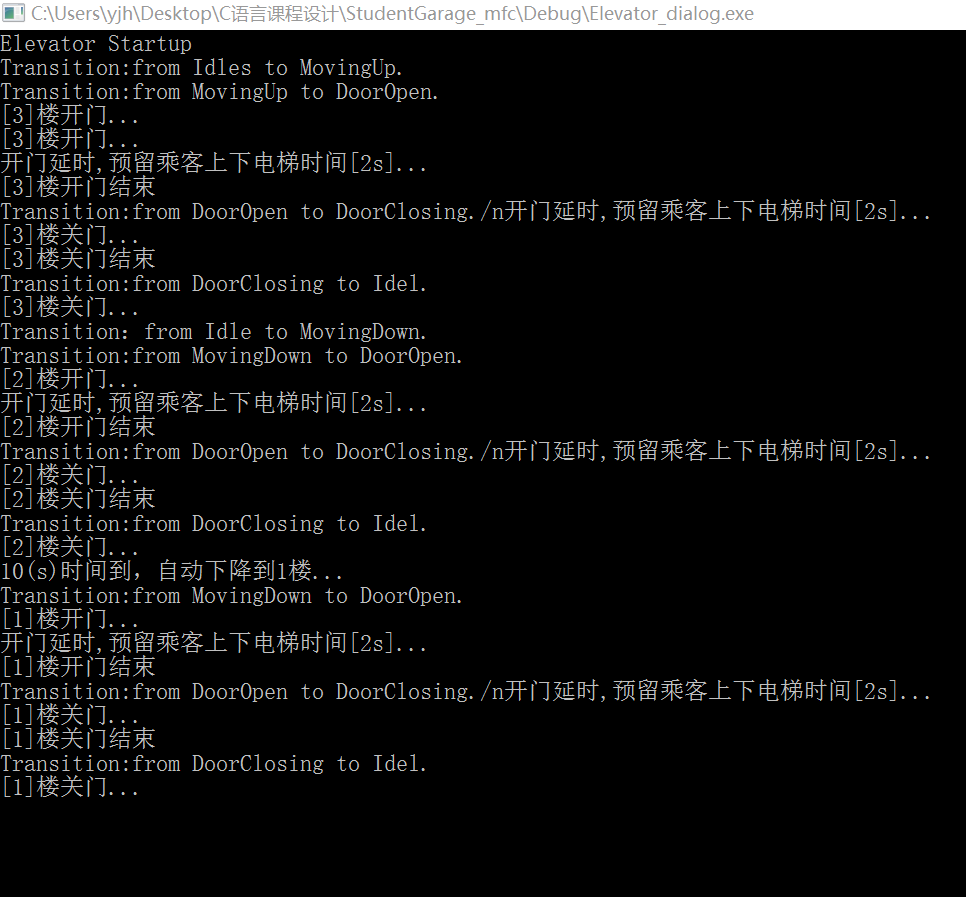 C:\Users\yjh\Desktop\C语言课程设计\StudentGarage_mfc\Debug\Elevator_dialog.exe
Elevator Startup
Transition:from Idles to MovingUp.
Transition:from MovingUp to DoorOpen.
[3]楼开门...
[3]楼开门...
开门延时,预留乘客上下电梯时间[2s]...
[3]楼开门结束
Transition:from DoorOpen to DoorClosing./n开门延时,预留乘客上下电梯时间[2s]...
[3]楼关门...
[3]楼关门结束
Transition:from DoorClosing to Idel.
[3]楼关门...
Transition：from Idle to MovingDown.
Transition:from MovingDown to DoorOpen.
[2]楼开门...
开门延时,预留乘客上下电梯时间[2s]...
[2]楼开门结束
Transition:from DoorOpen to DoorClosing./n开门延时,预留乘客上下电梯时间[2s]...
[2]楼关门...
[2]楼关门结束
Transition:from DoorClosing to Idel.
[2]楼关门...
10(s)时间到，自动下降到1楼...
Transition:from MovingDown to DoorOpen.
[1]楼开门...
开门延时,预留乘客上下电梯时间[2s]...
[1]楼开门结束
Transition:from DoorOpen to DoorClosing./n开门延时,预留乘客上下电梯时间[2s]...
[1]楼关门...
[1]楼关门结束
Transition:from DoorClosing to Idel.
[1]楼关门...